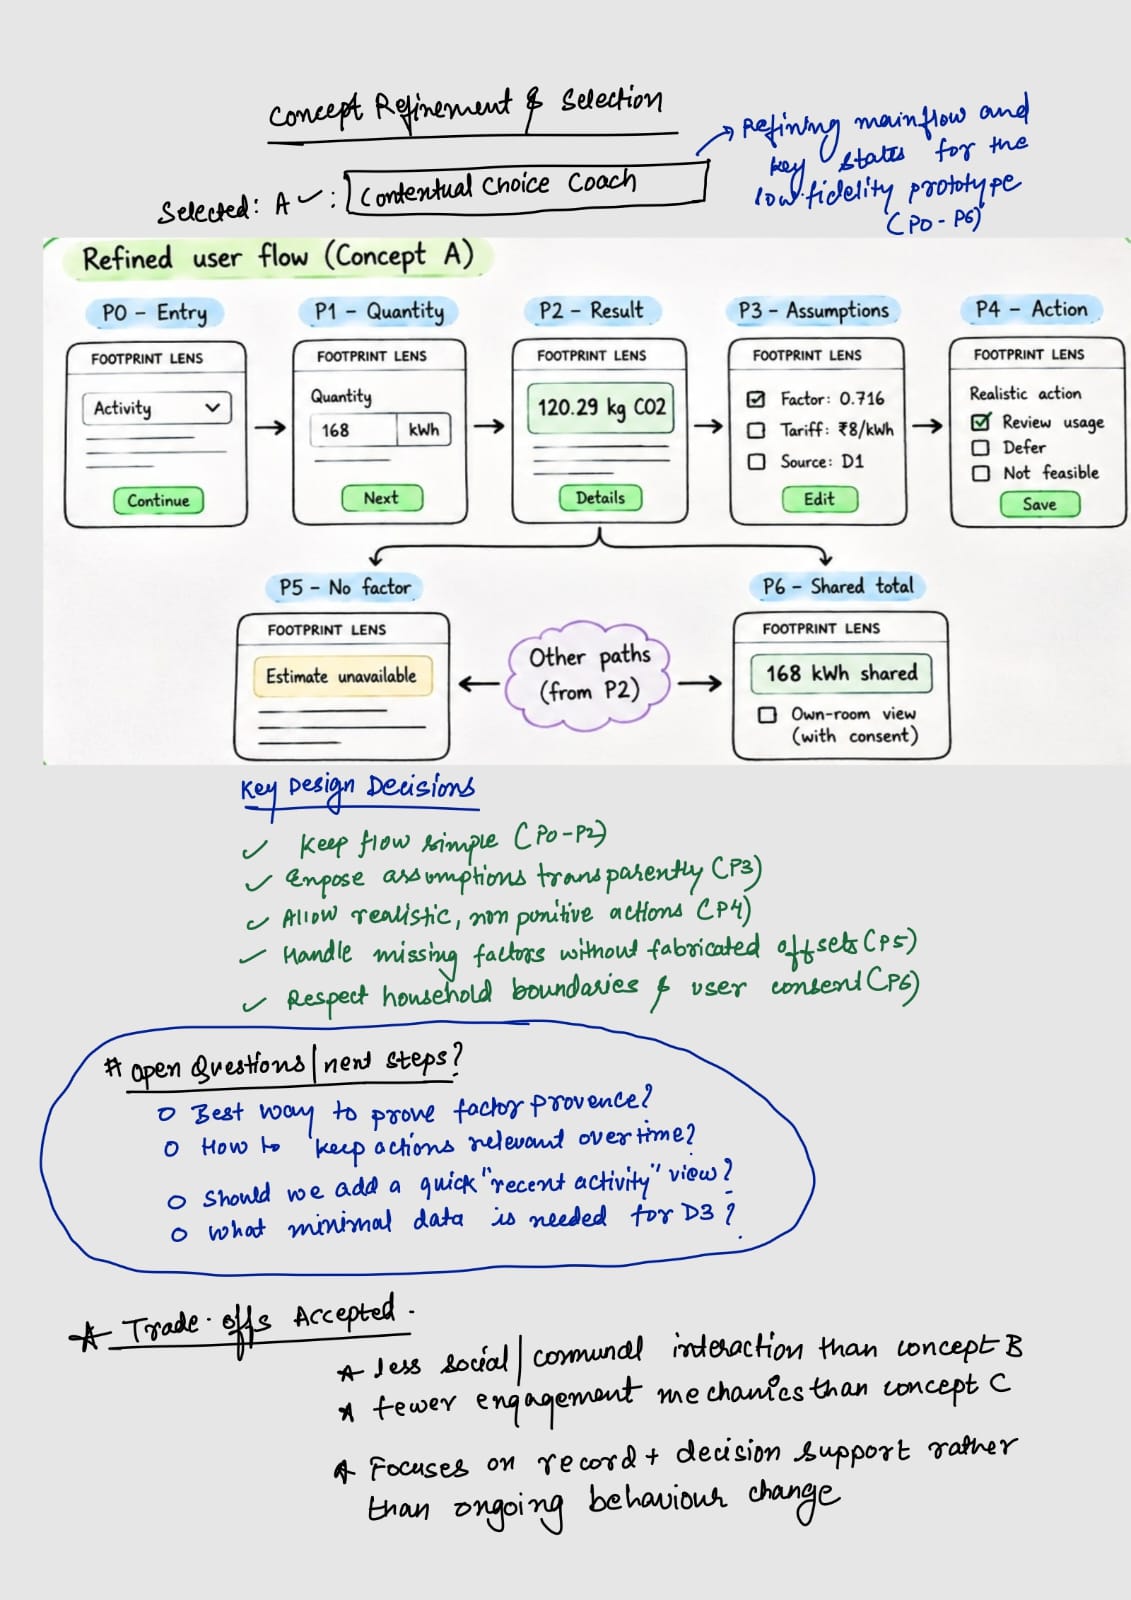 Concept Refinement & Selection
Selected: A ✓ : Contextual Choice Coach
→ Refining mainflow and
key states for the
low-fidelity prototype
(P0 - P6)
Refined user flow (Concept A)
P0 – Entry
FOOTPRINT LENS
Activity
Continue
P1 – Quantity
FOOTPRINT LENS
Quantity
168 kWh
Next
P2 – Result
FOOTPRINT LENS
120.29 kg CO2
Details
P3 – Assumptions
FOOTPRINT LENS
Factor: 0.716
Tariff: ₹8/kWh
Source: D1
Edit
P4 – Action
FOOTPRINT LENS
Realistic action
Review usage
Defer
Not feasible
Save
P5 – No factor
FOOTPRINT LENS
Estimate unavailable
Other paths
(from P2)
P6 – Shared total
FOOTPRINT LENS
168 kWh shared
Own-room view
(with consent)
Key Design Decisions
✓ Keep flow simple (P0-P2)
✓ Expose assumptions transparently (P3)
✓ Allow realistic, non punitive actions (P4)
✓ Handle missing factors without fabricated offsets (P5)
✓ Respect household boundaries & user consent (P6)
# Open Questions/next steps?
o Best way to prove factor provence?
o How to keep actions relevant overtime?
o Should we add a quick "recent activity" view?
o What minimal data is needed for D3?
Trade-offs Accepted.
less social/communal interaction than concept B
fewer engagement mechanics than concept C
Focuses on record + decision support rather
than ongoing behaviour change